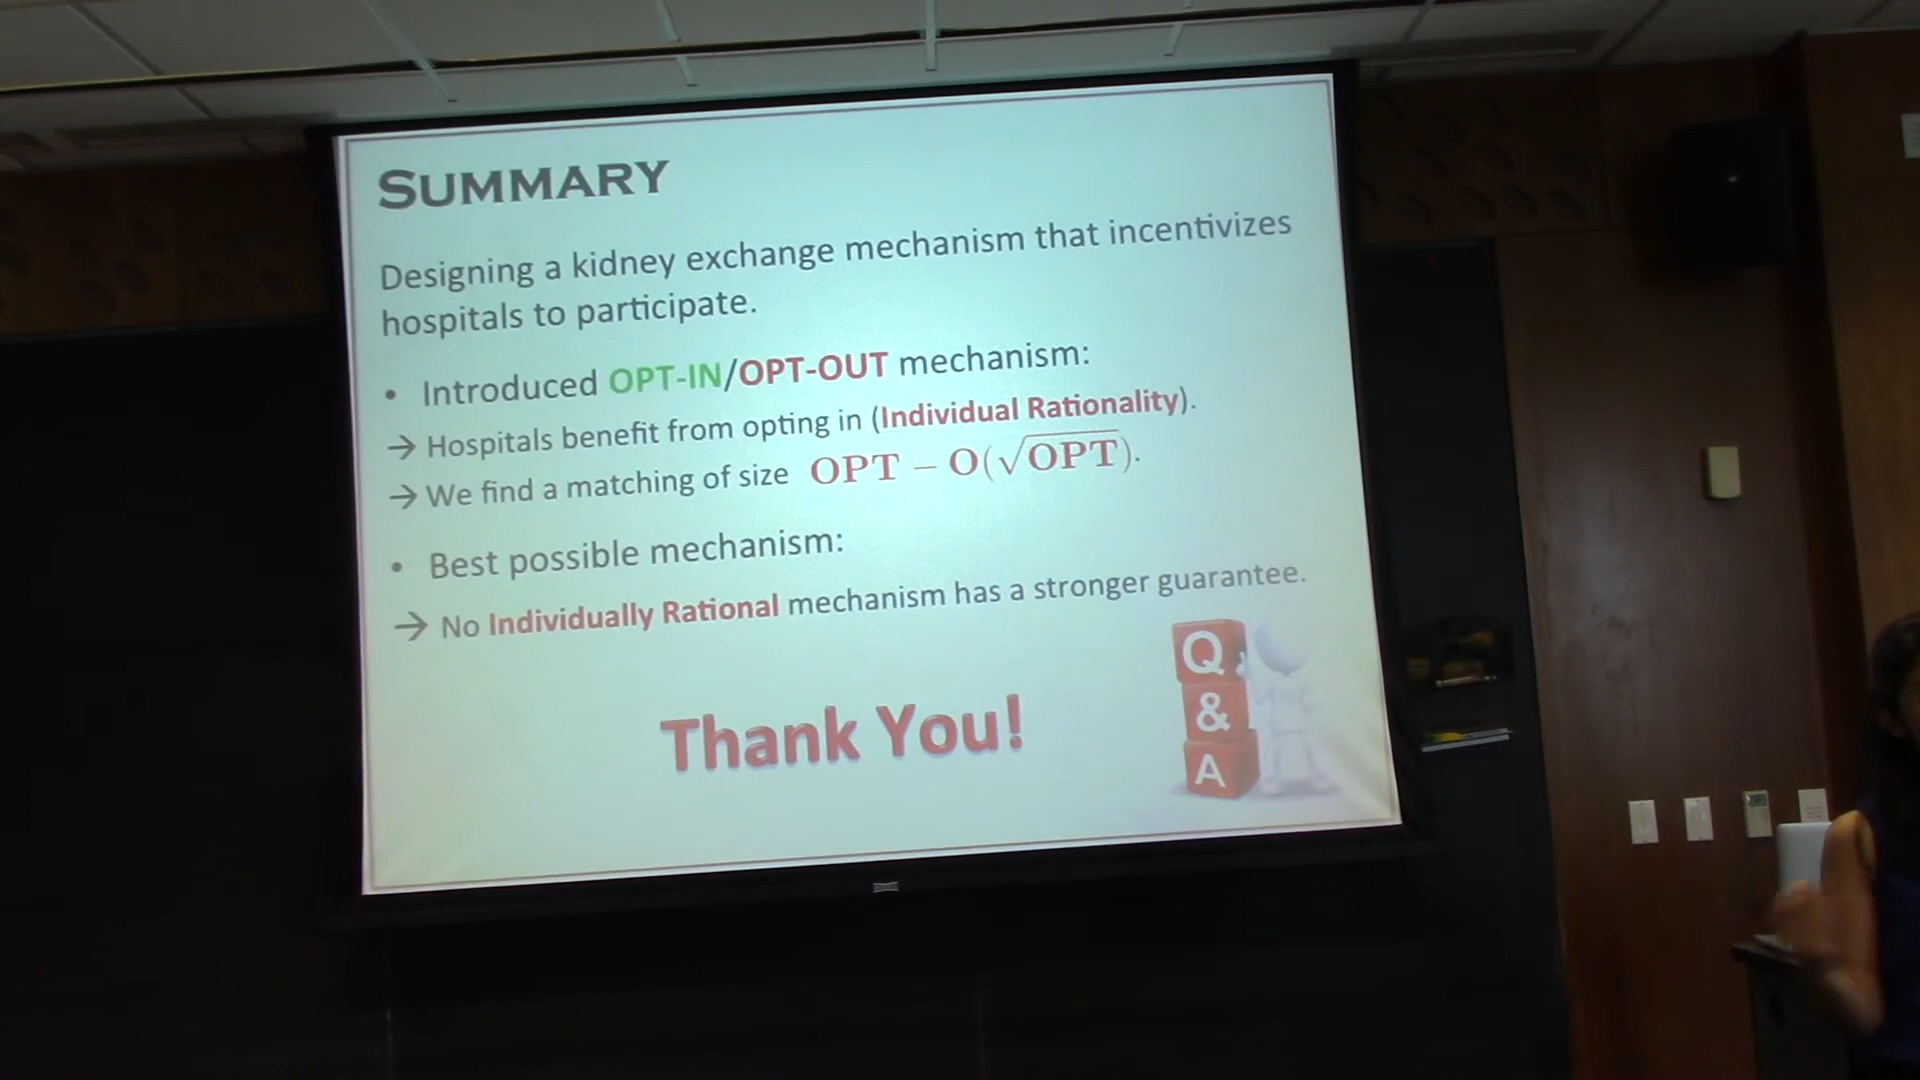 SUMMARY
Designing a kidney exchange mechanism that incentivizes
hospitals to participate.
• Introduced OPT-IN/OPT-OUT mechanism:
→ Hospitals benefit from opting in (Individual Rationality).
→ We find a matching of size OPT – O(√OPT).
• Best possible mechanism:
→ No Individually Rational mechanism has a stronger guarantee.
Thank You!
Q
&
A